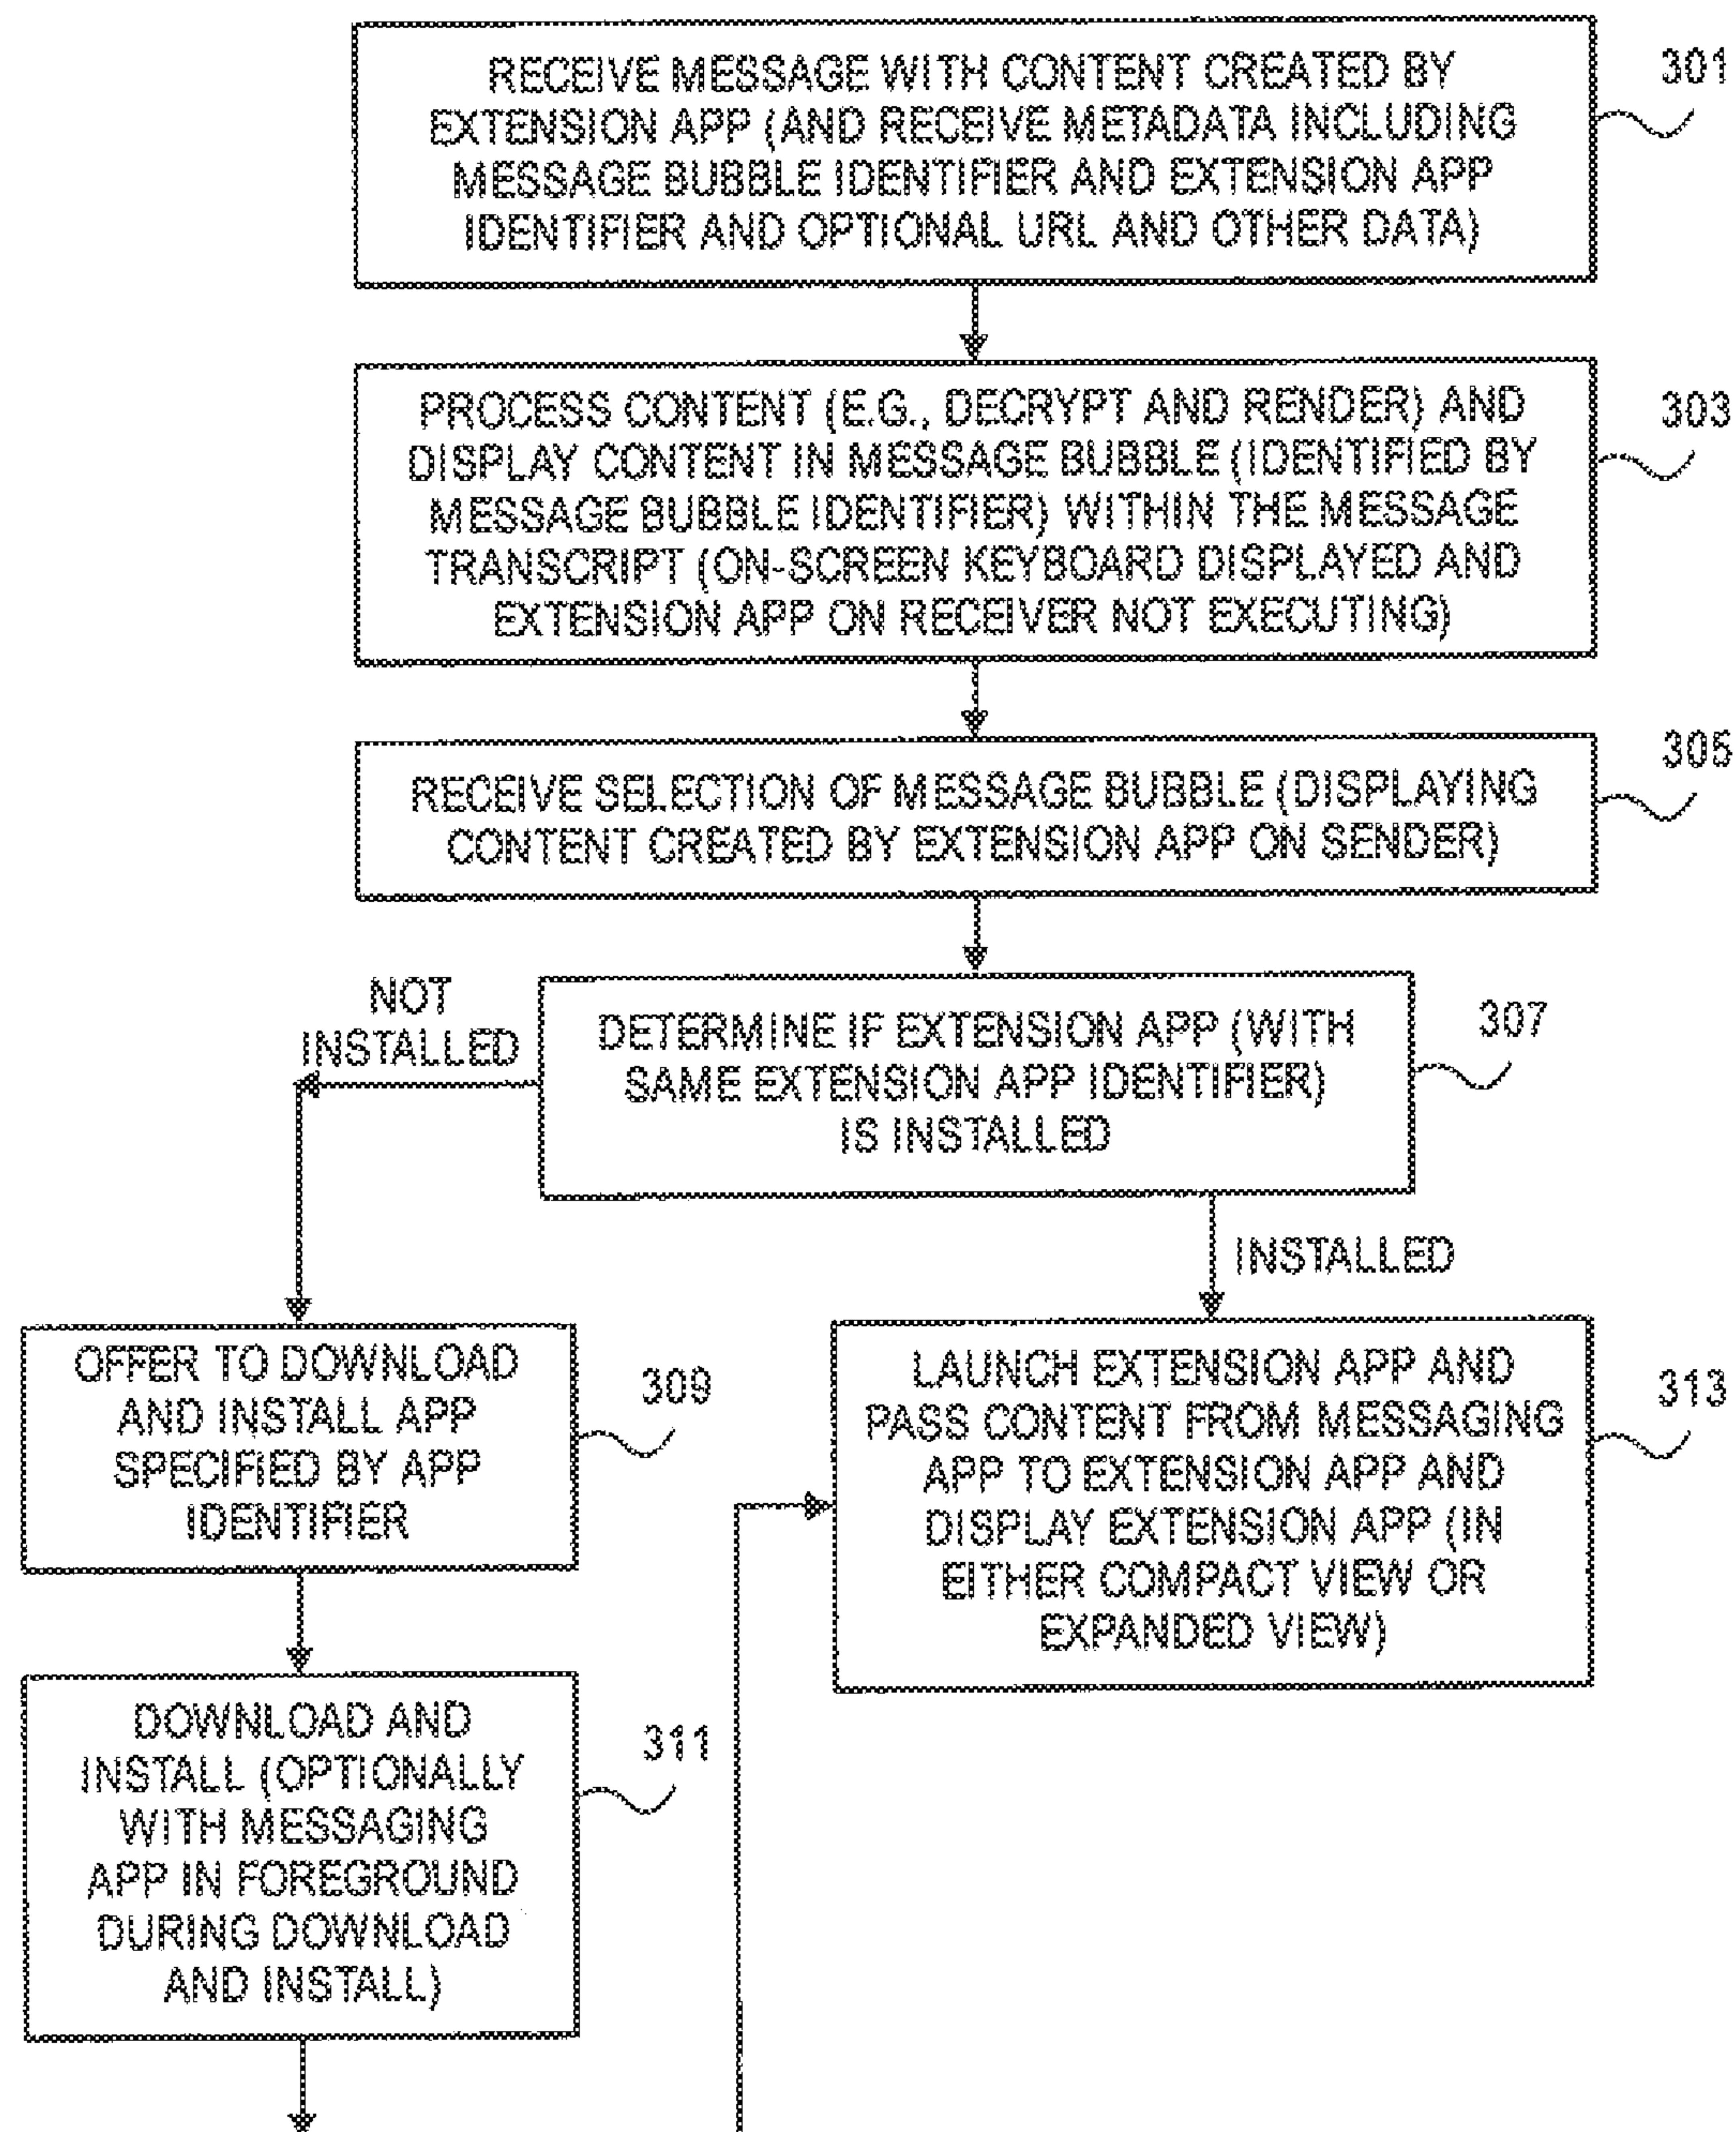 RECEIVE MESSAGE WITH CONTENT CREATED BY
EXTENSION APP (AND RECEIVE METADATA INCLUDING
MESSAGE BUBBLE IDENTIFIER AND EXTENSION APP
IDENTIFIER AND OPTIONAL URL AND OTHER DATA)
301
PROCESS CONTENT (E.G., DECRYPT AND RENDER) AND
DISPLAY CONTENT IN MESSAGE BUBBLE (IDENTIFIED BY
MESSAGE BUBBLE IDENTIFIER) WITHIN THE MESSAGE
TRANSCRIPT (ON-SCREEN KEYBOARD DISPLAYED AND
EXTENSION APP ON RECEIVER NOT EXECUTING)
303
RECEIVE SELECTION OF MESSAGE BUBBLE (DISPLAYING
CONTENT CREATED BY EXTENSION APP ON SENDER)
305
DETERMINE IF EXTENSION APP (WITH
SAME EXTENSION APP IDENTIFIER)
IS INSTALLED
307
NOT
INSTALLED
INSTALLED
OFFER TO DOWNLOAD
AND INSTALL APP
SPECIFIED BY APP
IDENTIFIER
309
LAUNCH EXTENSION APP AND
PASS CONTENT FROM MESSAGING
APP TO EXTENSION APP AND
DISPLAY EXTENSION APP (IN
EITHER COMPACT VIEW OR
EXPANDED VIEW)
313
DOWNLOAD AND
INSTALL (OPTIONALLY
WITH MESSAGING
APP IN FOREGROUND
DURING DOWNLOAD
AND INSTALL)
311